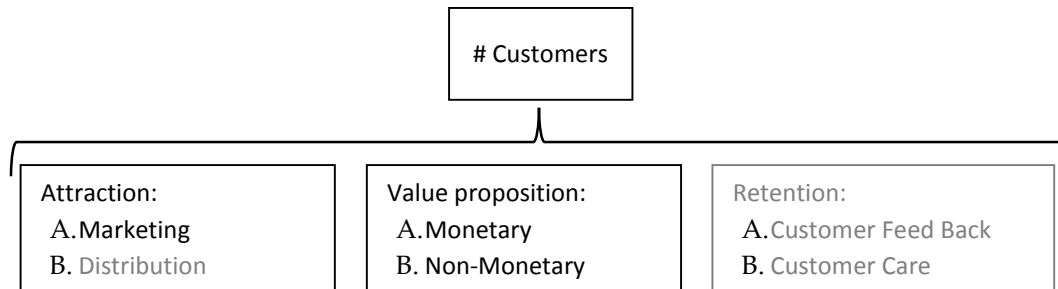 # Customers
Attraction:
A. Marketing
B. Distribution
Value proposition:
A. Monetary
B. Non-Monetary
Retention:
A. Customer Feed Back
B. Customer Care